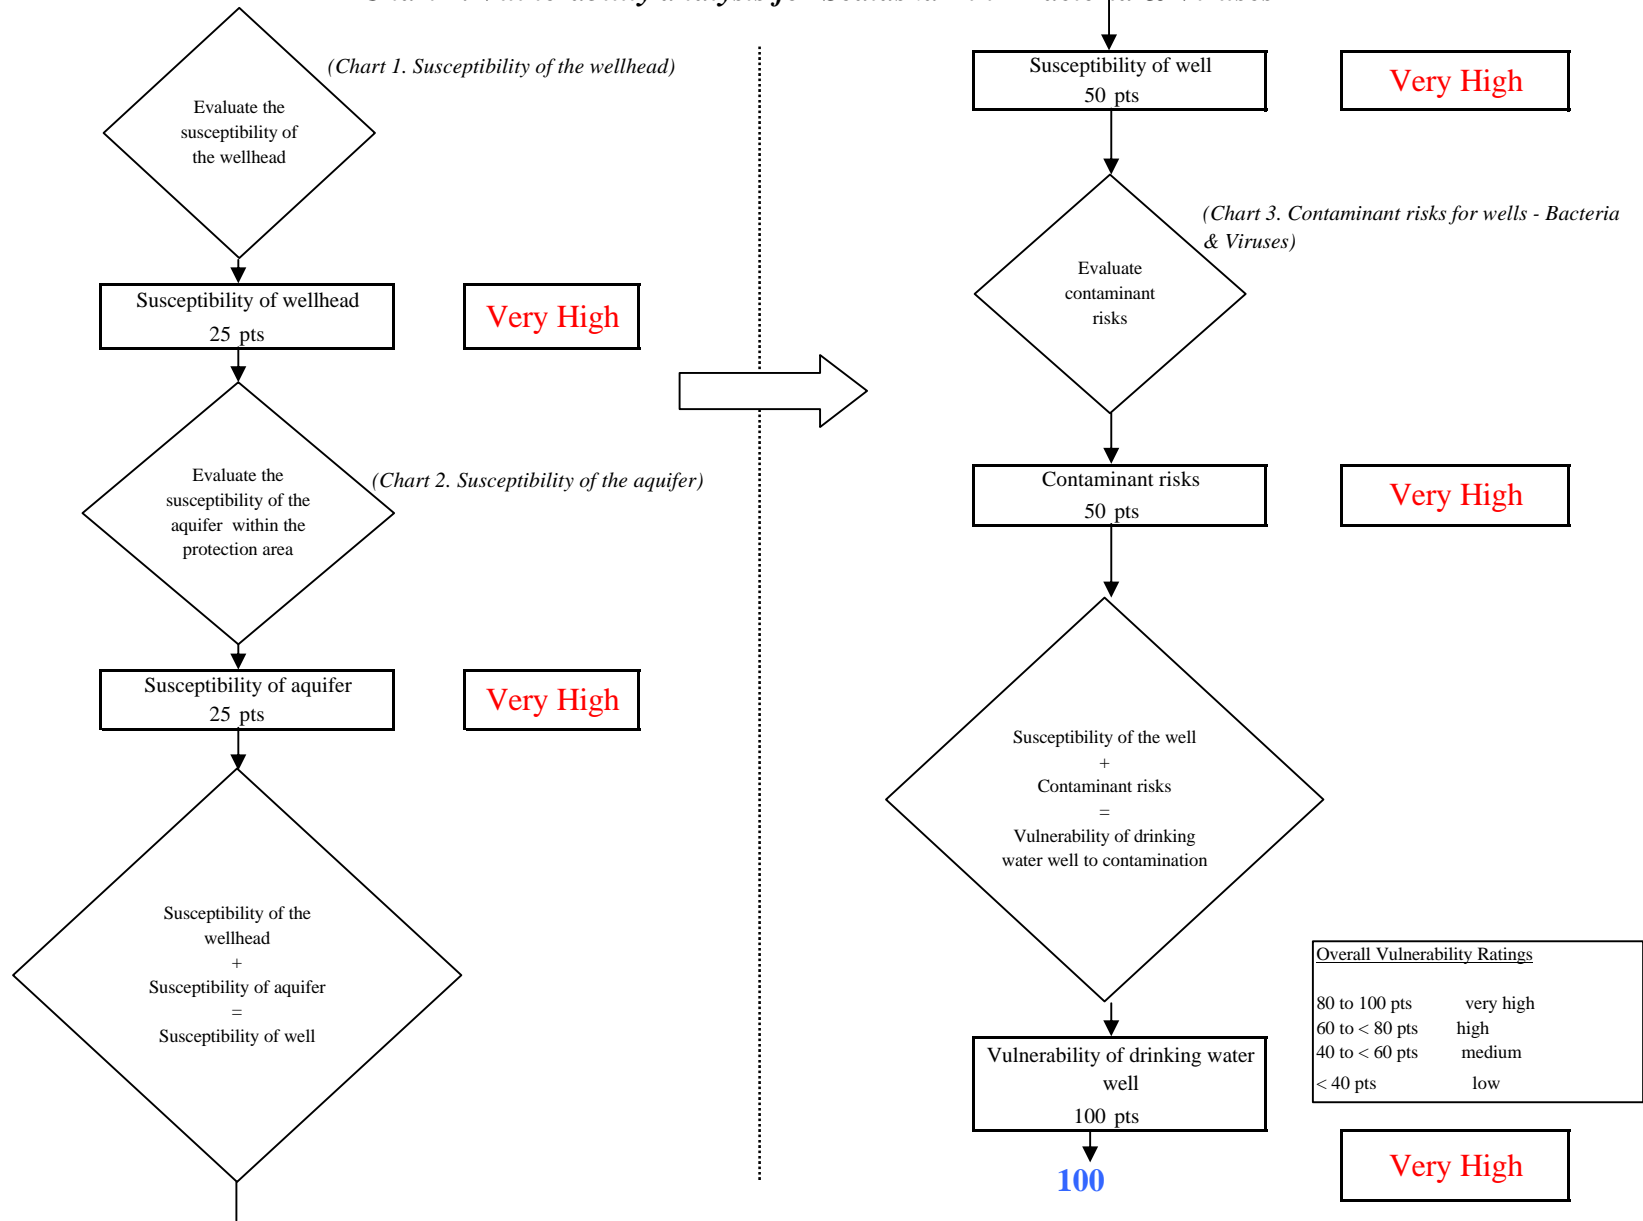 (Chart 1. Susceptibility of the wellhead)
Evaluate the
susceptibility of
the wellhead
Susceptibility of wellhead
25 pts
Very High
Evaluate the
susceptibility of the
aquifer within the
protection area
(Chart 2. Susceptibility of the aquifer)
Susceptibility of aquifer
25 pts
Very High
Susceptibility of the
wellhead
+
Susceptibility of aquifer
=
Susceptibility of well
Susceptibility of well
50 pts
Very High
(Chart 3. Contaminant risks for wells - Bacteria
& Viruses)
Evaluate
contaminant
risks
Contaminant risks
50 pts
Very High
Susceptibility of the well
+
Contaminant risks
=
Vulnerability of drinking
water well to contamination
Overall Vulnerability Ratings
80 to 100 pts very high
60 to < 80 pts high
40 to < 60 pts medium
< 40 pts low
Vulnerability of drinking water
well
100 pts
100
Very High